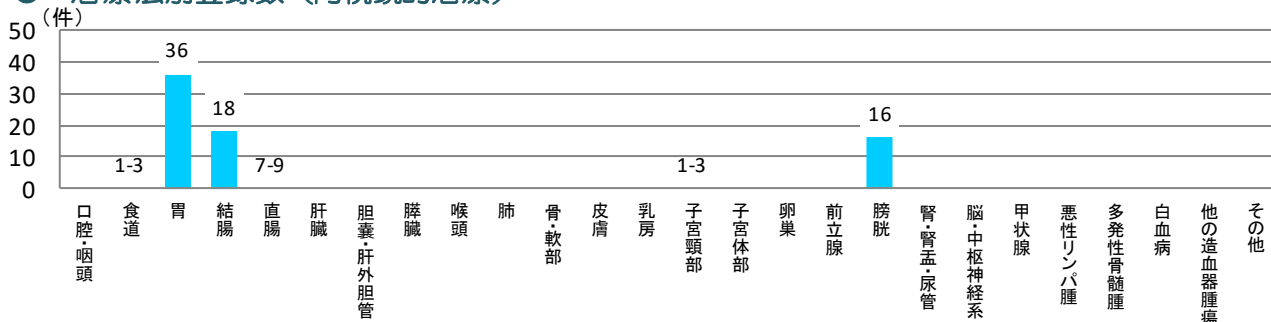 (件)
50
40
30
20
10
0
36
18
16
1-3
7-9
1-3
口腔・咽頭
食道
胃
結腸
直腸
肝臓
胆嚢・肝外胆管
膵臓
喉頭
肺
骨・軟部
皮膚
乳房
子宮頸部
子宮体部
卵巣
前立腺
膀胱
腎・腎盂・尿管
脳・中枢神経系
甲状腺
悪性リンパ腫
多発性骨髄腫
白血病
他の造血器腫瘍
その他